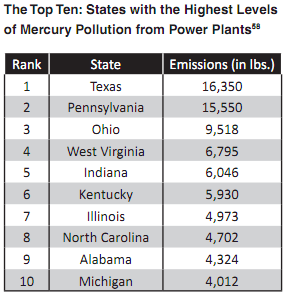 The Top Ten: States with the Highest Levels
of Mercury Pollution from Power Plants⁵⁸
Rank State Emissions (in lbs.)
1 Texas 16,350
2 Pennsylvania 15,550
3 Ohio 9,518
4 West Virginia 6,795
5 Indiana 6,046
6 Kentucky 5,930
7 Illinois 4,973
8 North Carolina 4,702
9 Alabama 4,324
10 Michigan 4,012